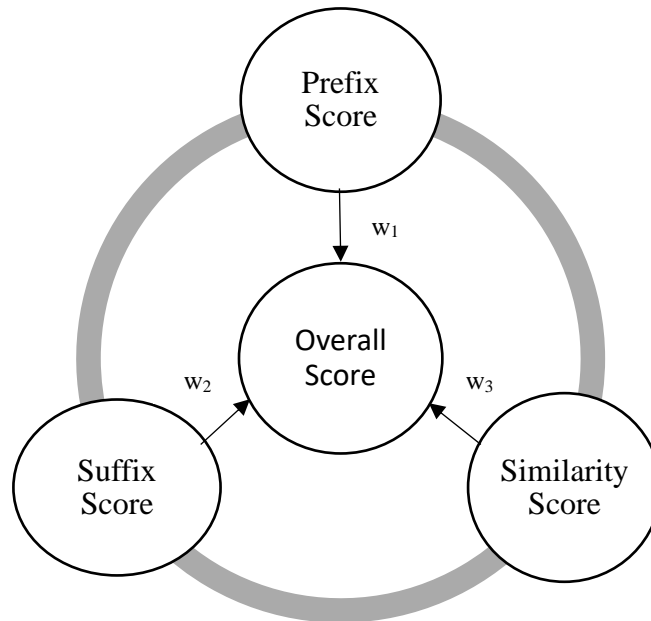 Prefix
Score
w₁
Overall
Score
w₂
w₃
Suffix
Score
Similarity
Score